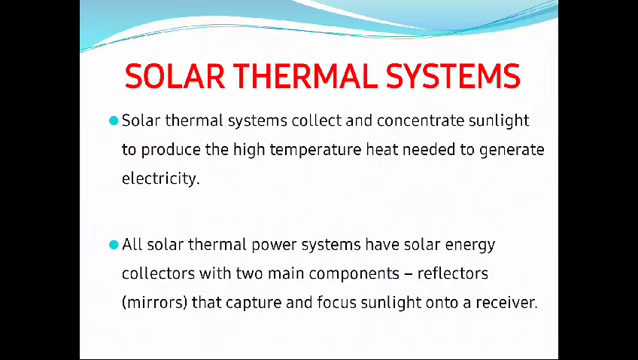 SOLAR THERMAL SYSTEMS
Solar thermal systems collect and concentrate sunlight
to produce the high temperature heat needed to generate
electricity.
All solar thermal power systems have solar energy
collectors with two main components – reflectors
(mirrors) that capture and focus sunlight onto a receiver.